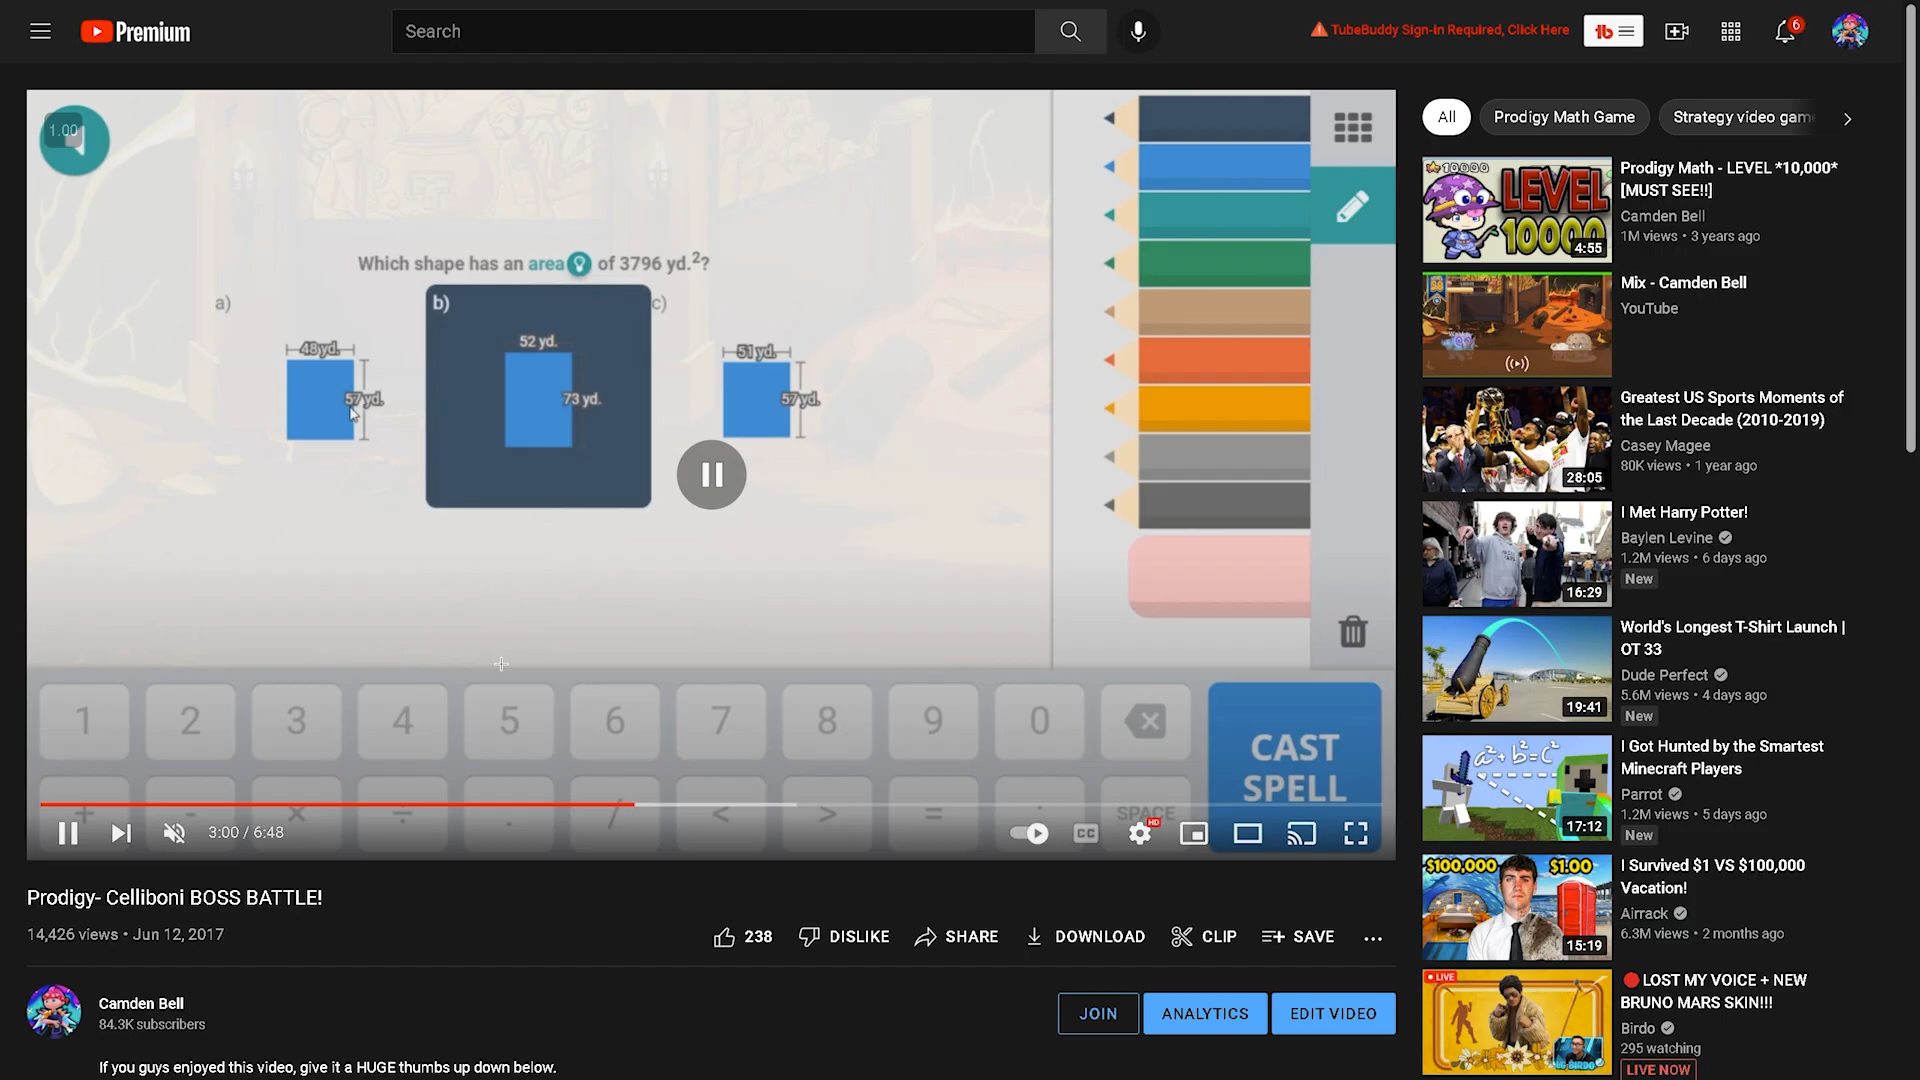 Premium
Search
TubeBuddy Sign-In Required, Click Here
tb
6
1.00
Which shape has an area of 3796 yd.²?
a)
48 yd.
57 yd.
b)
52 yd.
73 yd.
c)
51 yd.
57 yd.
1 2 3 4 5 6 7 8 9 0
CAST
SPELL
+ - × ÷ . / < > = : SPACE
3:00 / 6:48
CC
HD
Prodigy- Celliboni BOSS BATTLE!
14,426 views • Jun 12, 2017
238 DISLIKE SHARE DOWNLOAD CLIP SAVE ...
Camden Bell
84.3K subscribers
JOIN ANALYTICS EDIT VIDEO
If you guys enjoyed this video, give it a HUGE thumbs up down below.
All Prodigy Math Game Strategy video game
10000
LEVEL
10000
4:55
Prodigy Math - LEVEL *10,000*
[MUST SEE!!]
Camden Bell
1M views • 3 years ago
Mix - Camden Bell
YouTube
28:05
Greatest US Sports Moments of
the Last Decade (2010-2019)
Casey Magee
80K views • 1 year ago
16:29
I Met Harry Potter!
Baylen Levine
1.2M views • 6 days ago
New
19:41
World's Longest T-Shirt Launch |
OT 33
Dude Perfect
5.6M views • 4 days ago
New
a²+b²=c²
17:12
I Got Hunted by the Smartest
Minecraft Players
Parrot
1.2M views • 5 days ago
New
$100,000 $1.00
15:19
I Survived $1 VS $100,000
Vacation!
Airrack
6.3M views • 2 months ago
LIVE
BIRDO
LOST MY VOICE + NEW
BRUNO MARS SKIN!!!
Birdo
295 watching
LIVE NOW